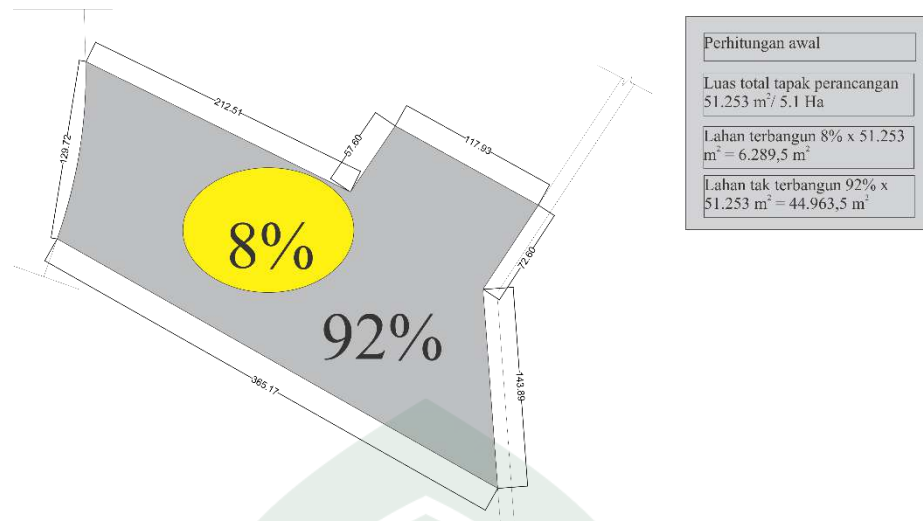 212.51
57.60
117.93
129.72
72.60
8%
92%
365.17
143.89
Perhitungan awal
Luas total tapak perancangan
51.253 m²/ 5.1 Ha
Lahan terbangun 8% x 51.253
m² = 6.289,5 m²
Lahan tak terbangun 92% x
51.253 m² = 44.963,5 m²